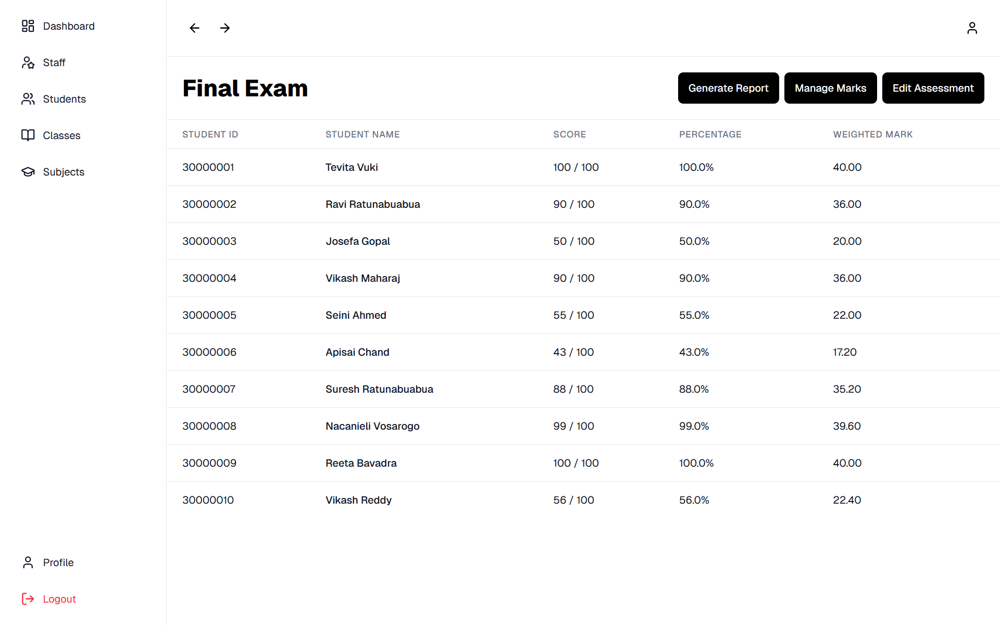 Dashboard
Staff
Students
Classes
Subjects
Profile
Logout
Final Exam
Generate Report Manage Marks Edit Assessment
STUDENT ID STUDENT NAME SCORE PERCENTAGE WEIGHTED MARK
30000001 Tevita Vuki 100 / 100 100.0% 40.00
30000002 Ravi Ratunabuabua 90 / 100 90.0% 36.00
30000003 Josefa Gopal 50 / 100 50.0% 20.00
30000004 Vikash Maharaj 90 / 100 90.0% 36.00
30000005 Seini Ahmed 55 / 100 55.0% 22.00
30000006 Apisai Chand 43 / 100 43.0% 17.20
30000007 Suresh Ratunabuabua 88 / 100 88.0% 35.20
30000008 Nacanieli Vosarogo 99 / 100 99.0% 39.60
30000009 Reeta Bavadra 100 / 100 100.0% 40.00
30000010 Vikash Reddy 56 / 100 56.0% 22.40